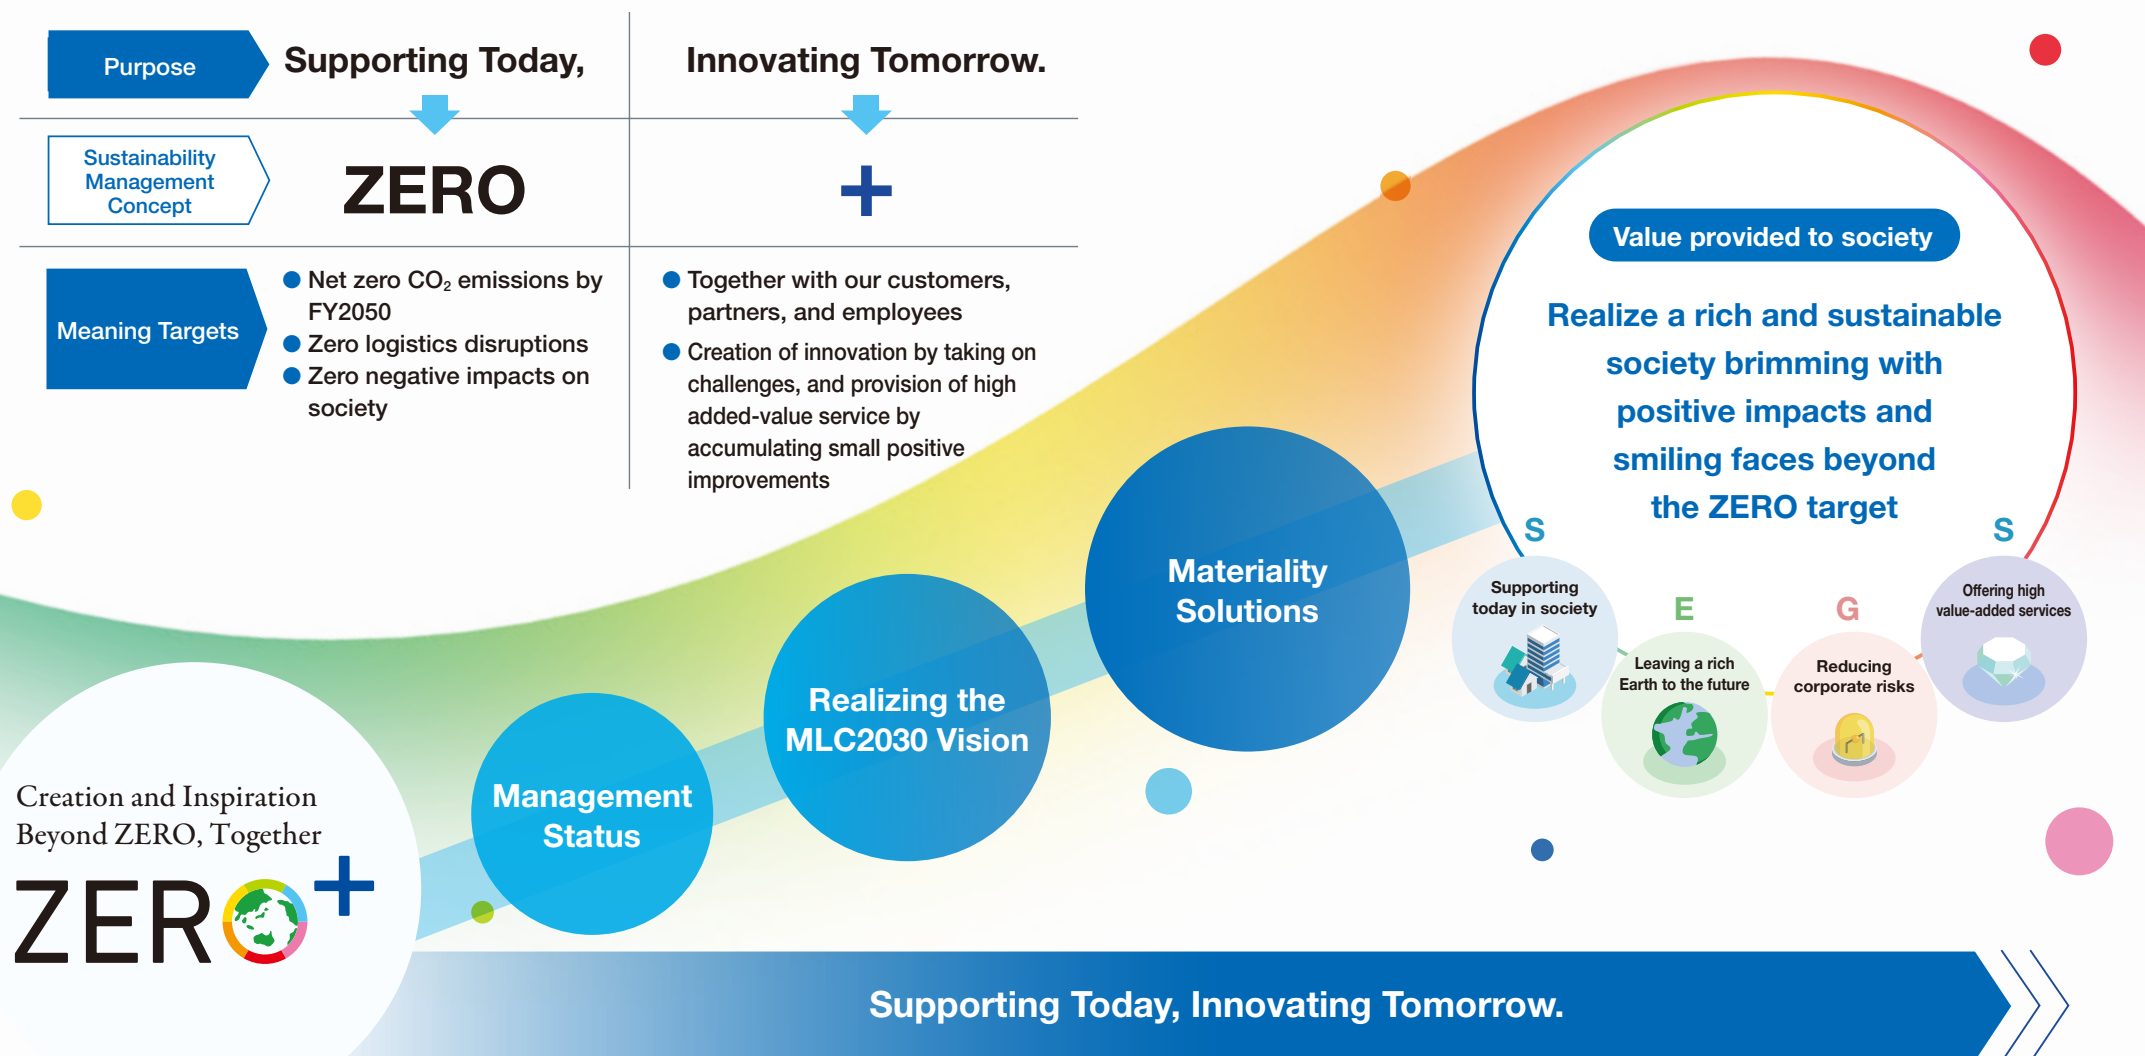 Purpose
Supporting Today,
Innovating Tomorrow.
Sustainability
Management
Concept
ZERO
+
Meaning Targets
● Net zero CO₂ emissions by
FY2050
● Zero logistics disruptions
● Zero negative impacts on
society
● Together with our customers,
partners, and employees
● Creation of innovation by taking on
challenges, and provision of high
added-value service by
accumulating small positive
improvements
Value provided to society
Realize a rich and sustainable
society brimming with
positive impacts and
smiling faces beyond
the ZERO target
S
Supporting
today in society
E
Leaving a rich
Earth to the future
G
Reducing
corporate risks
S
Offering high
value-added services
Materiality
Solutions
Realizing the
MLC2030 Vision
Management
Status
Creation and Inspiration
Beyond ZERO, Together
ZERO+
Supporting Today, Innovating Tomorrow.